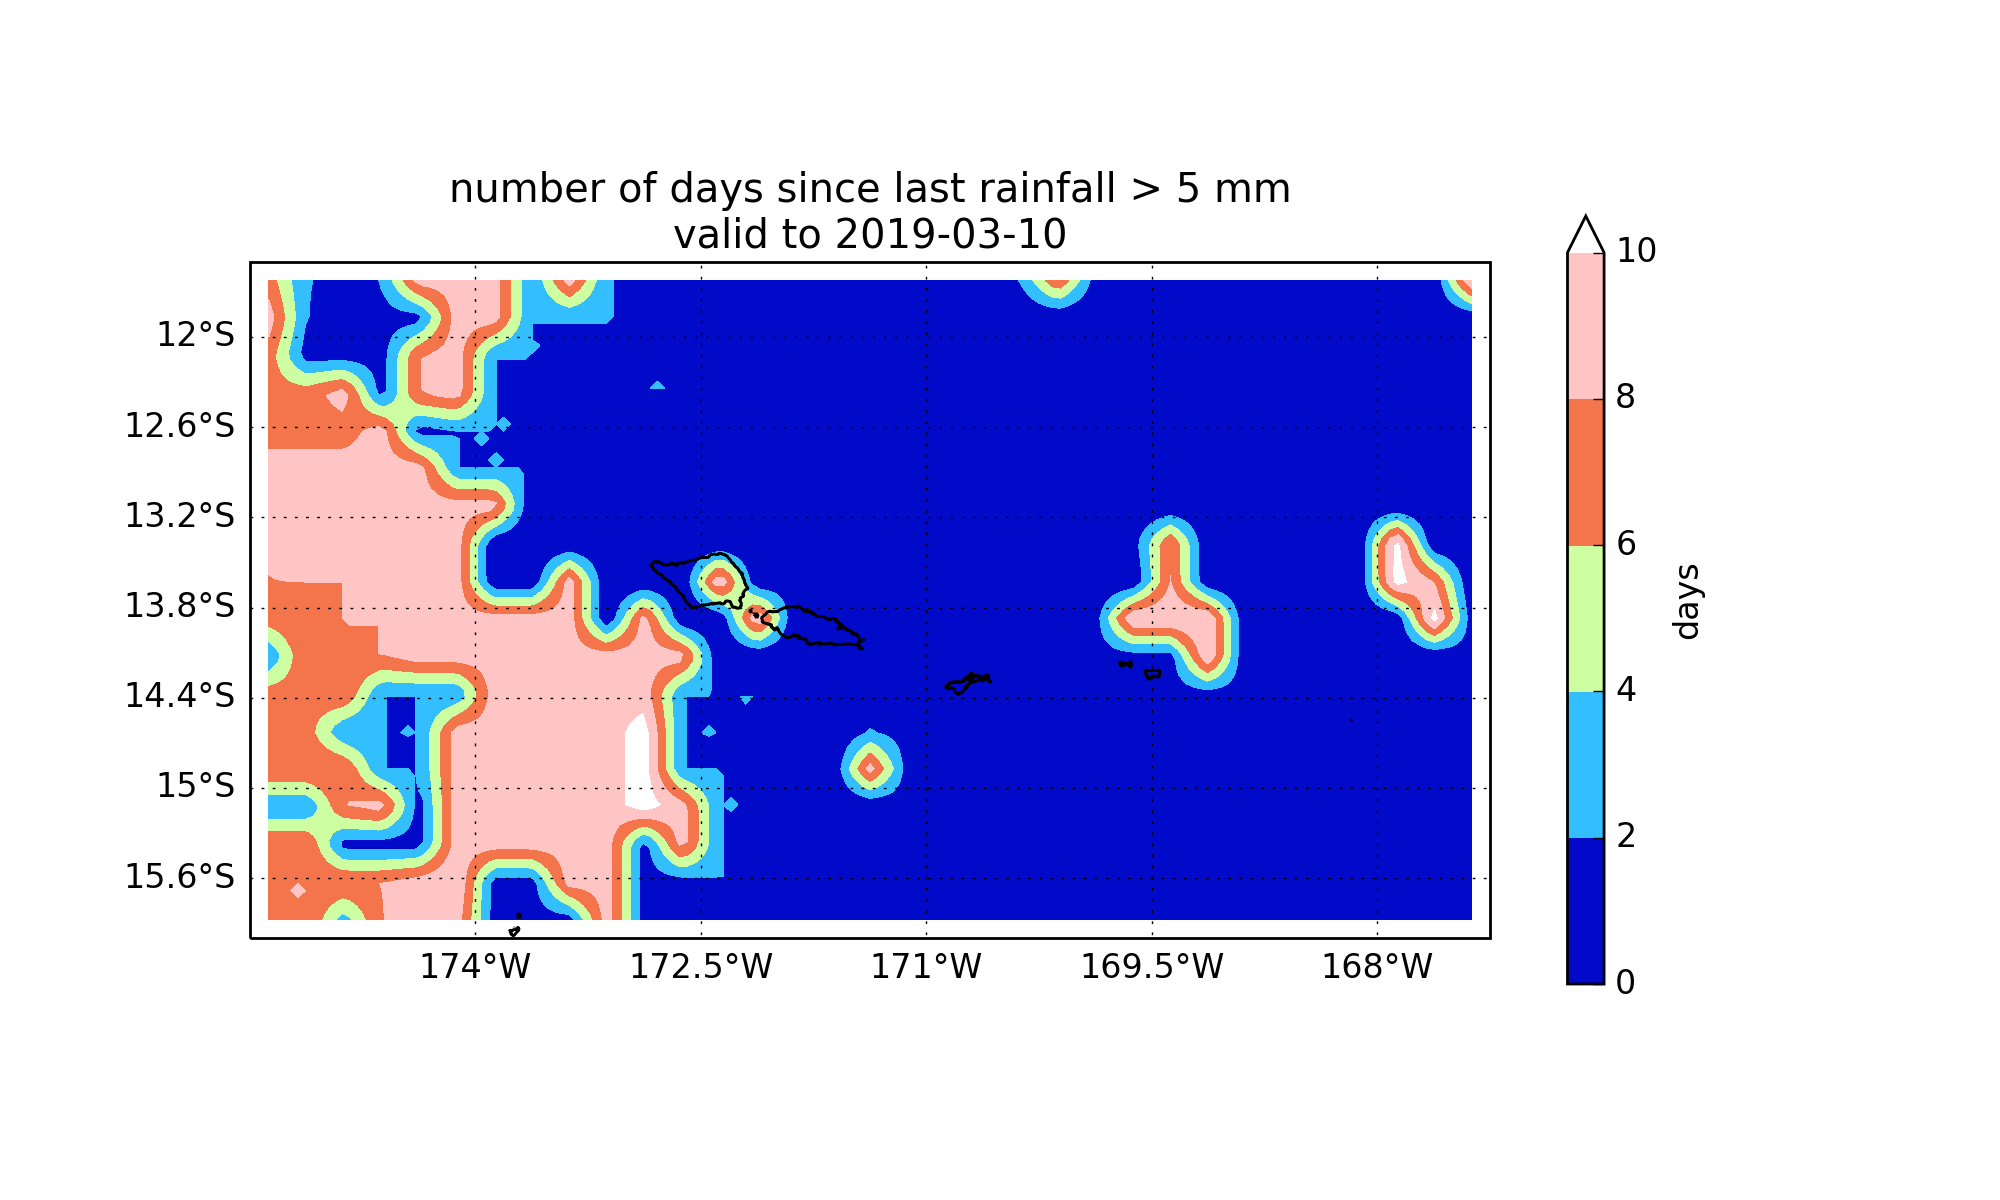 number of days since last rainfall > 5 mm
valid to 2019-03-10
12°S
12.6°S
13.2°S
13.8°S
14.4°S
15°S
15.6°S
174°W 172.5°W 171°W 169.5°W 168°W
10
8
6
4
2
0
days